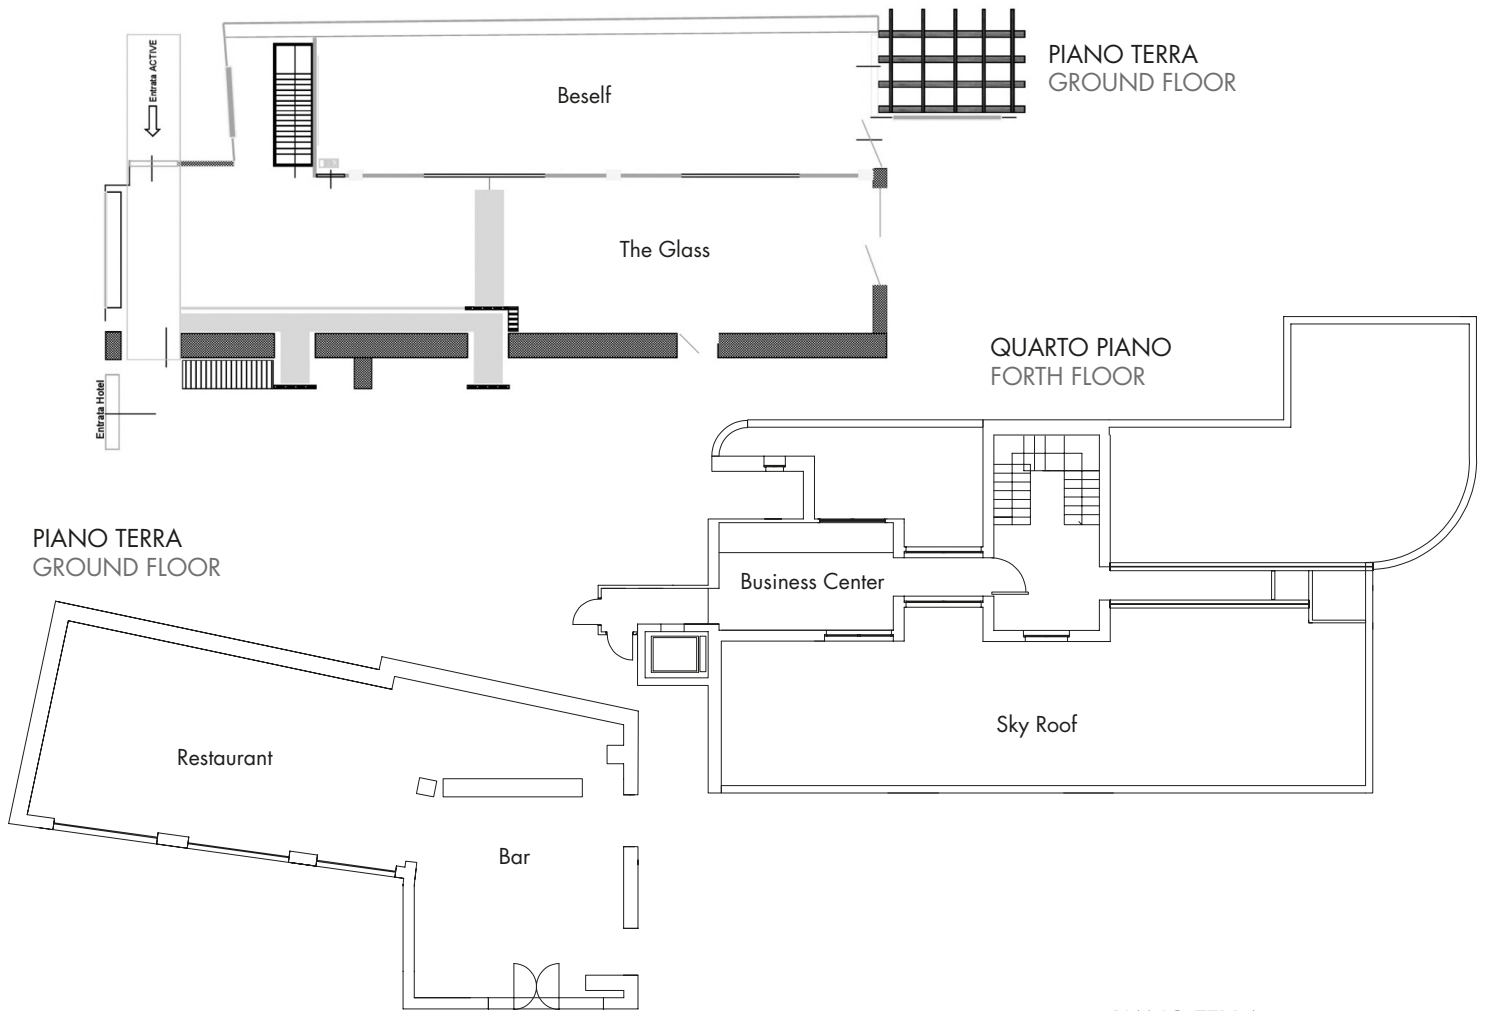 Entrata ACTIVE
Beself
PIANO TERRA
GROUND FLOOR
The Glass
Entrata Hotel
QUARTO PIANO
FORTH FLOOR
Business Center
Sky Roof
PIANO TERRA
GROUND FLOOR
Restaurant
Bar